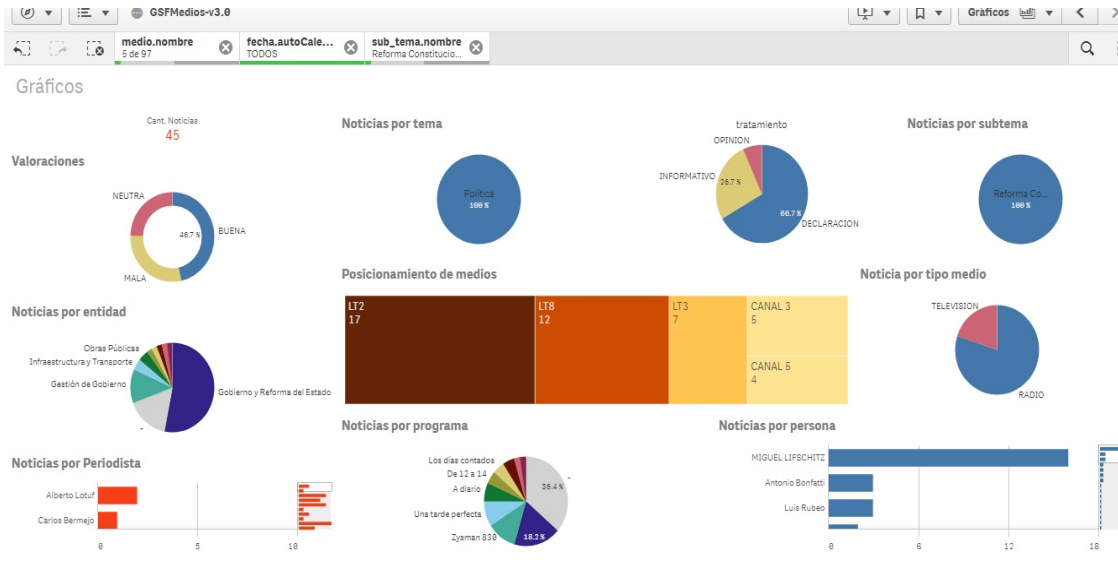 GSFMedios-v3.0
Gráficos
medio.nombre
5 de 97
fecha.autoCale...
TODOS
sub_tema.nombre
Reforma Constitucio...
Gráficos
Cant. Noticias
45
Valoraciones
NEUTRA
46.7 %
BUENA
MALA
Noticias por tema
Política
100 %
tratamiento
OPINION
INFORMATIVO
26.7 %
66.7 %
DECLARACION
Noticias por subtema
Reforma Co...
100 %
Noticias por entidad
Obras Públicas
Infraestructura y Transporte
Gestión de Gobierno
Gobierno y Reforma del Estado
-
Posicionamiento de medios
LT2
17
LT8
12
LT3
7
CANAL 3
5
CANAL 5
4
Noticia por tipo medio
TELEVISION
RADIO
Noticias por Periodista
Alberto Lotuf
Carlos Bermejo
0 5 10
Noticias por programa
Los días contados
De 12 a 14
A diario
Una tarde perfecta
Zysman 830
36.4 %
-
18.2 %
Noticias por persona
MIGUEL LIFSCHITZ
Antonio Bonfatti
Luis Rubeo
0 6 12 18